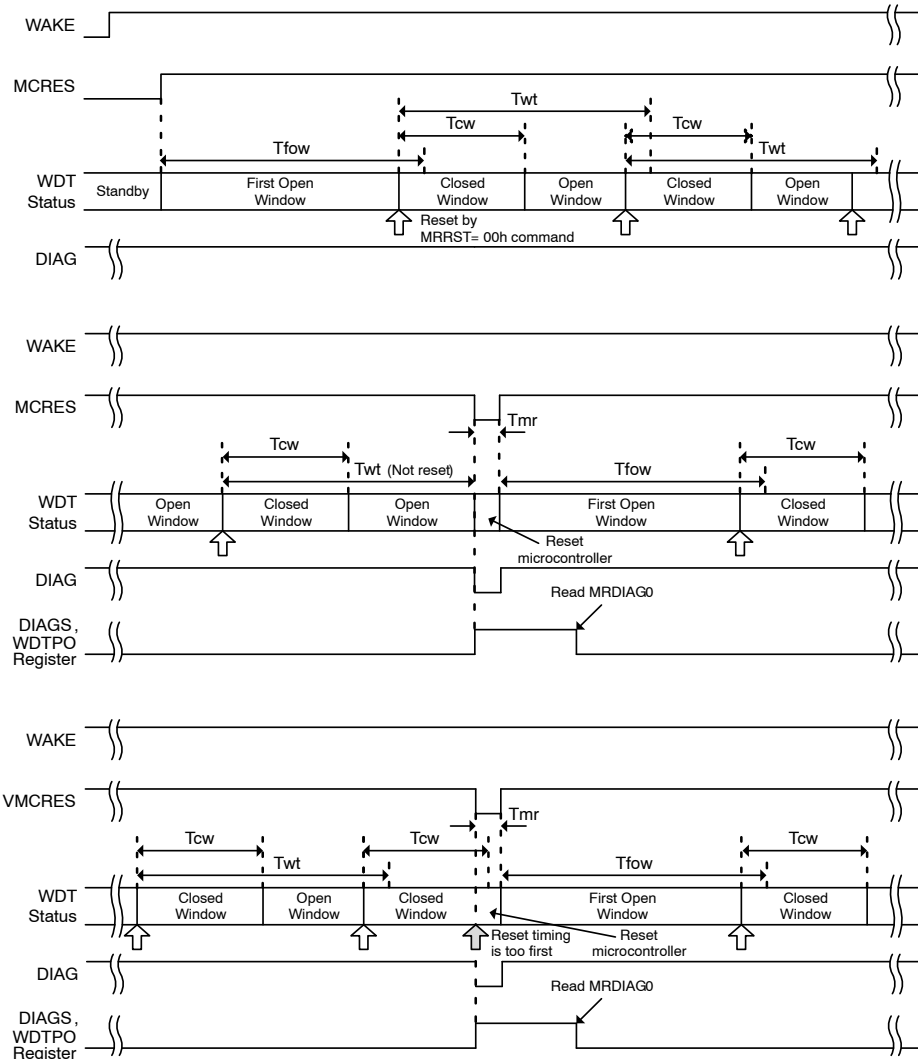 WAKE
MCRES
Twt
Tcw
Tcw
Tfow
Twt
WDT
Status
Standby
First Open
Window
Closed
Window
Open
Window
Closed
Window
Open
Window
Reset by
MRRST= 00h command
DIAG
WAKE
MCRES
Tmr
Tcw
Tcw
Twt (Not reset)
Tfow
WDT
Status
Open
Window
Closed
Window
Open
Window
First Open
Window
Closed
Window
Reset
microcontroller
DIAG
Read MRDIAG0
DIAGS,
WDTPO
Register
WAKE
VMCRES
Tmr
Tcw
Tcw
Tcw
Twt
Tfow
WDT
Status
Closed
Window
Open
Window
Closed
Window
First Open
Window
Closed
Window
Reset timing
is too first
Reset
microcontroller
DIAG
Read MRDIAG0
DIAGS,
WDTPO
Register